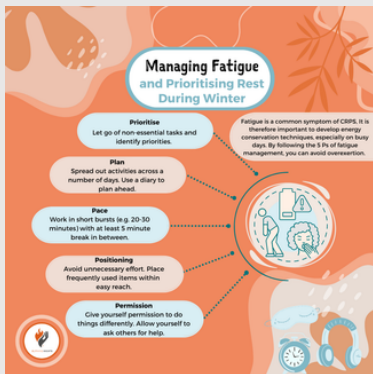 Managing Fatigue
and Prioritising Rest
During Winter
Prioritise
Let go of non-essential tasks and
identify priorities.
Fatigue is a common symptom of CRPS. It is
therefore important to develop energy
conservation techniques, especially on busy
days. By following the 5 Ps of fatigue
management, you can avoid overexertion.
Plan
Spread out activities across a
number of days. Use a diary to
plan ahead.
Pace
Work in short bursts (e.g. 20-30
minutes) with at least 5 minute
break in between.
Positioning
Avoid unnecessary effort. Place
frequently used items within
easy reach.
Permission
Give yourself permission to do
things differently. Allow yourself to
ask others for help.